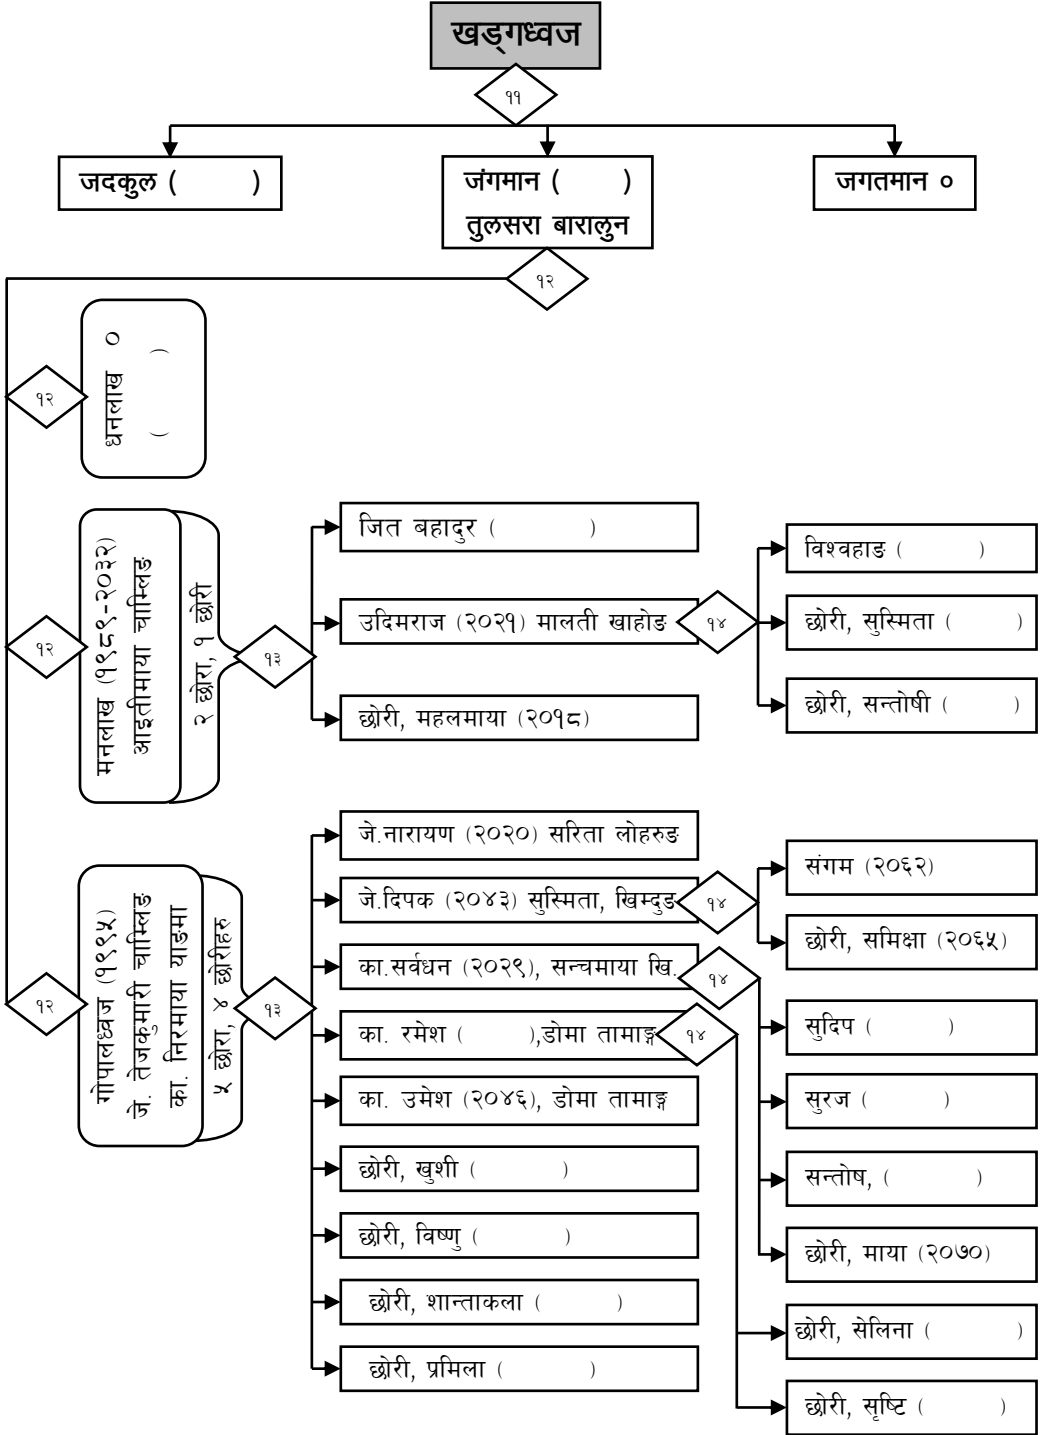 खड्गध्वज
११
जदकुल (          )
जंगमान (        )
तुलसरा बारालुन
जगतमान ०
१२
१२
धनलाख ०
(          )
१२
मनलाख (१९८९-२०३२)
आइतीमाया चाम्लिङ
२ छोरा, १ छोरी
१३
जित बहादुर (          )
उदिमराज (२०२१) मालती खाहोङ
छोरी, महलमाया (२०१८)
१४
विश्वहाङ (        )
छोरी, सुस्मिता (        )
छोरी, सन्तोषी (        )
१२
गोपालध्वज (१९९५)
जे. तेजकुमारी चाम्लिङ
का. निरमाया याङमा
५ छोरा, ४ छोरीहरु
१३
जे.नारायण (२०२०) सरिता लोहरुङ
जे.दिपक (२०४३) सुस्मिता, खिम्दुङ
का.सर्वधन (२०२९), सन्चमाया खि.
का. रमेश (        ),डोमा तामाङ्ग
का. उमेश (२०४६), डोमा तामाङ्ग
छोरी, खुशी (          )
छोरी, विष्णु (          )
छोरी, शान्ताकला (        )
छोरी, प्रमिला (          )
१४
संगम (२०६२)
छोरी, समिक्षा (२०६५)
१४
सुदिप (        )
सुरज (        )
सन्तोष, (          )
छोरी, माया (२०७०)
१४
छोरी, सेलिना (          )
छोरी, सृष्टि (        )